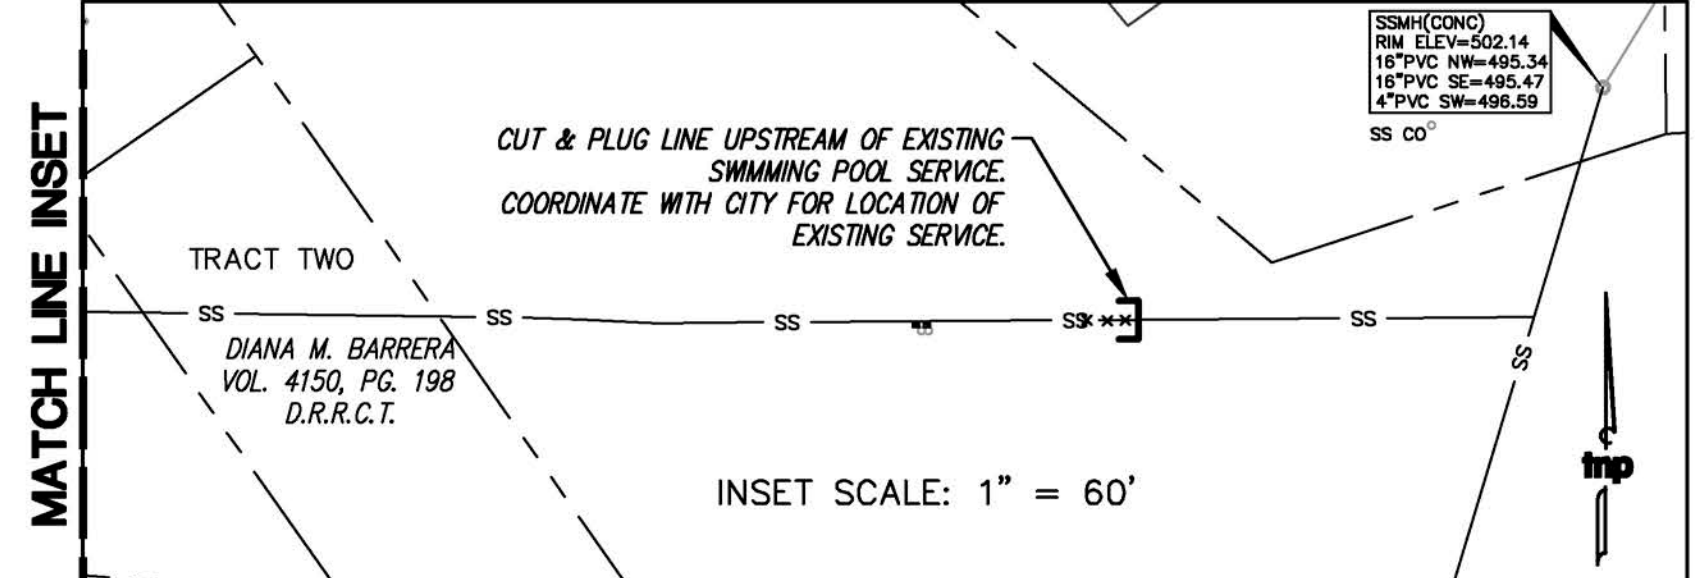 MATCH LINE INSET
SSMH(CONC)
RIM ELEV=502.14
16"PVC NW=495.34
16"PVC SE=495.47
4"PVC SW=496.59
SS CO
CUT & PLUG LINE UPSTREAM OF EXISTING
SWIMMING POOL SERVICE.
COORDINATE WITH CITY FOR LOCATION OF
EXISTING SERVICE.
TRACT TWO
SS
SS
SS
SS
SS
SS
DIANA M. BARRERA
VOL. 4150, PG. 198
D.R.R.C.T.
INSET SCALE: 1" = 60'
tnp